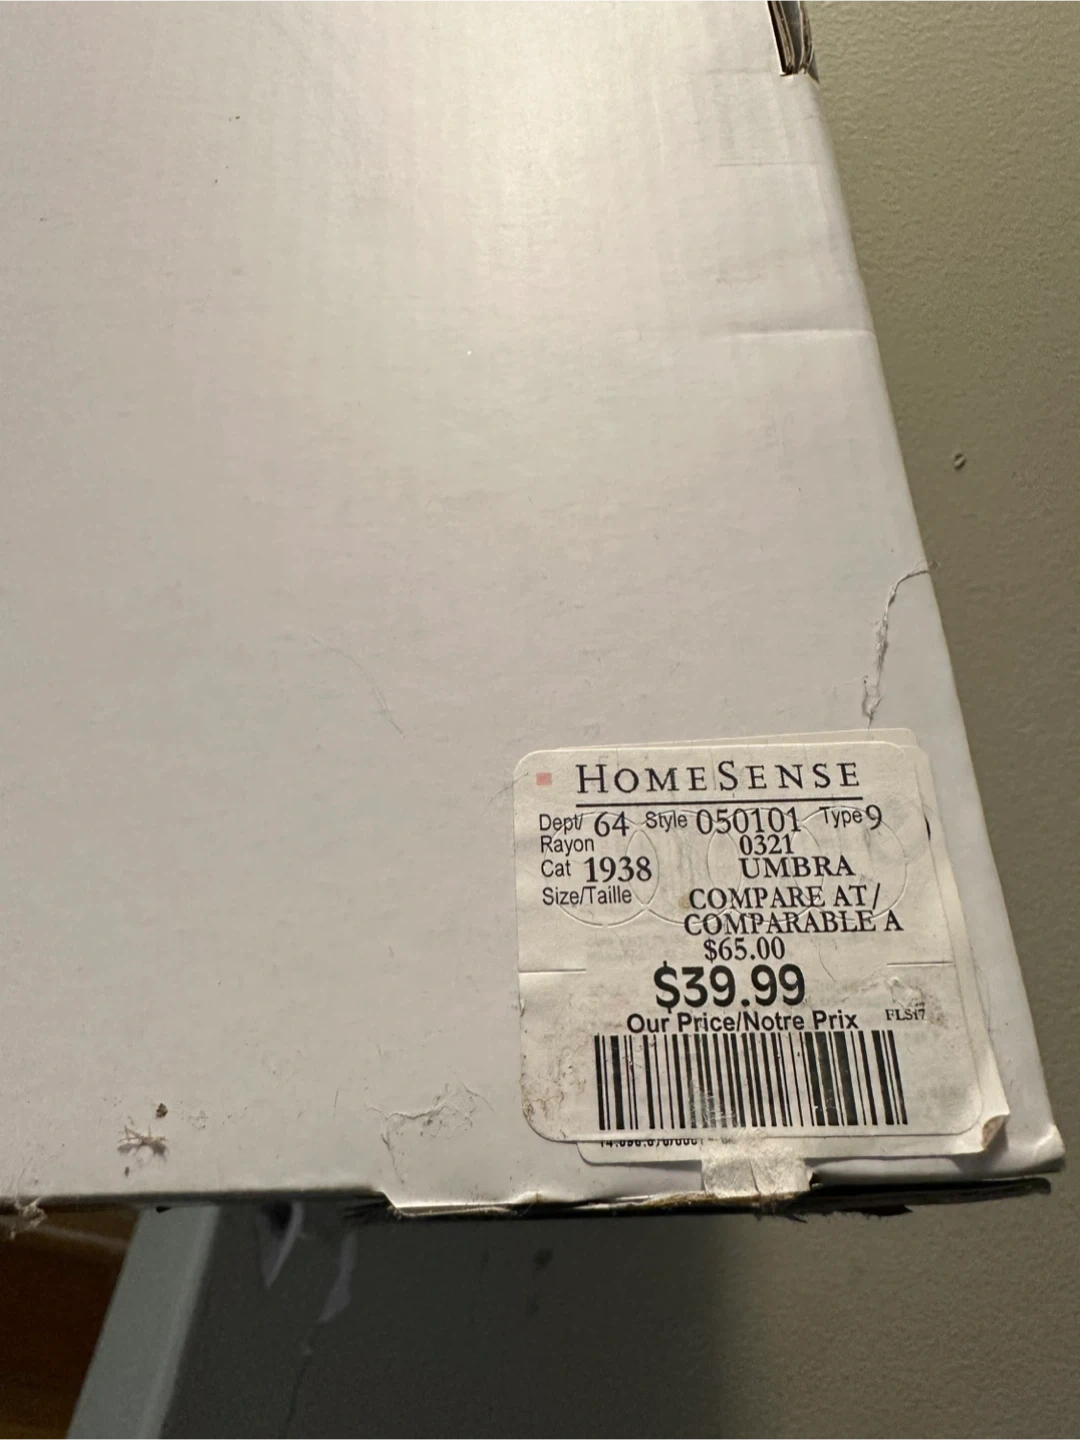 HOMESENSE
Dept/ 64 Style 050101 Type 9
Rayon 0321
Cat 1938 UMBRA
Size/Taille COMPARE AT/
COMPARABLE A
$65.00
$39.99
Our Price/Notre Prix FLS17